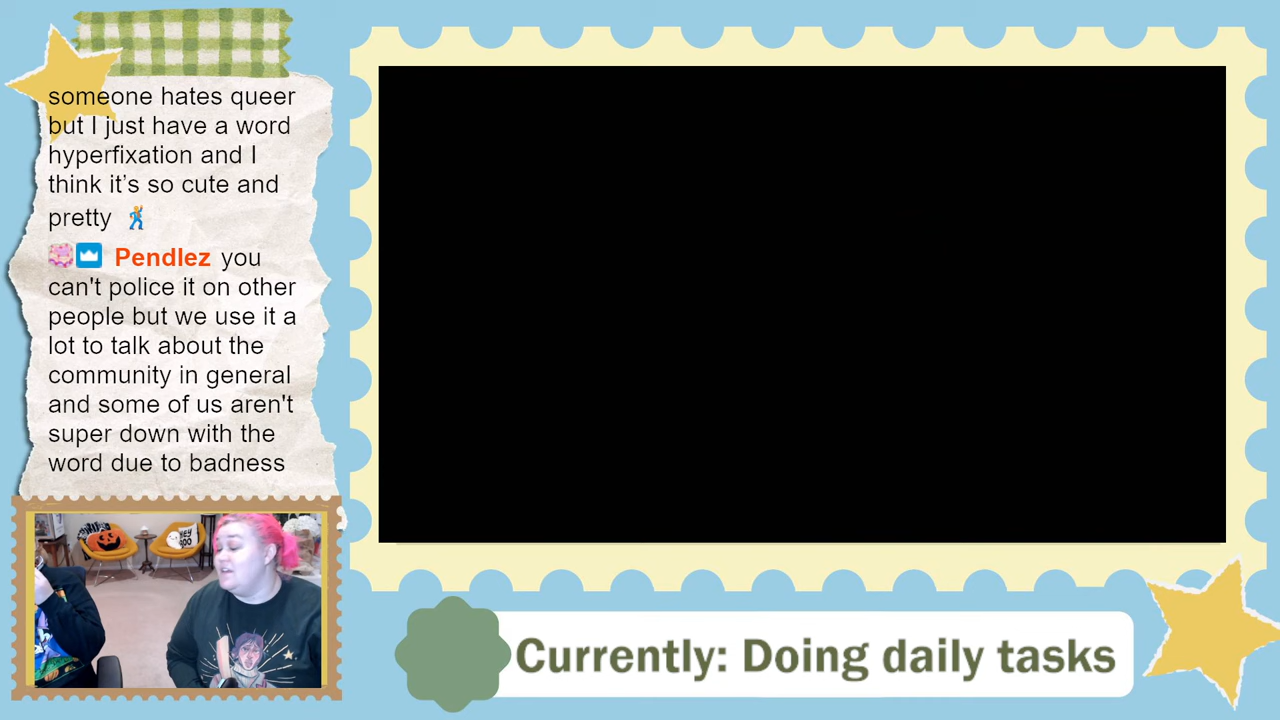 someone hates queer
but I just have a word
hyperfixation and I
think it’s so cute and
pretty
Pendlez you
can't police it on other
people but we use it a
lot to talk about the
community in general
and some of us aren't
super down with the
word due to badness
HEY
BOO
Currently: Doing daily tasks